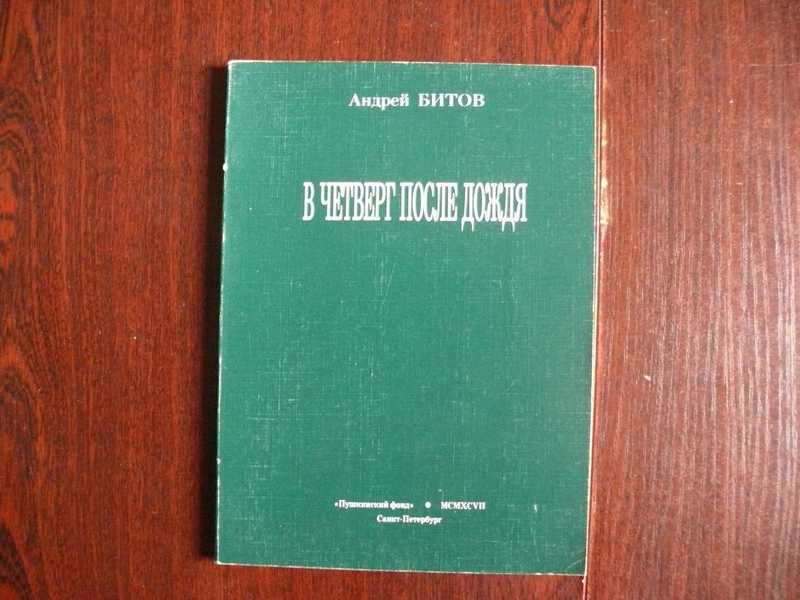 Андрей БИТОВ
В ЧЕТВЕРГ ПОСЛЕ ДОЖДЯ
«Пушкинский фонд» • MCMXCVII
Санкт-Петербург